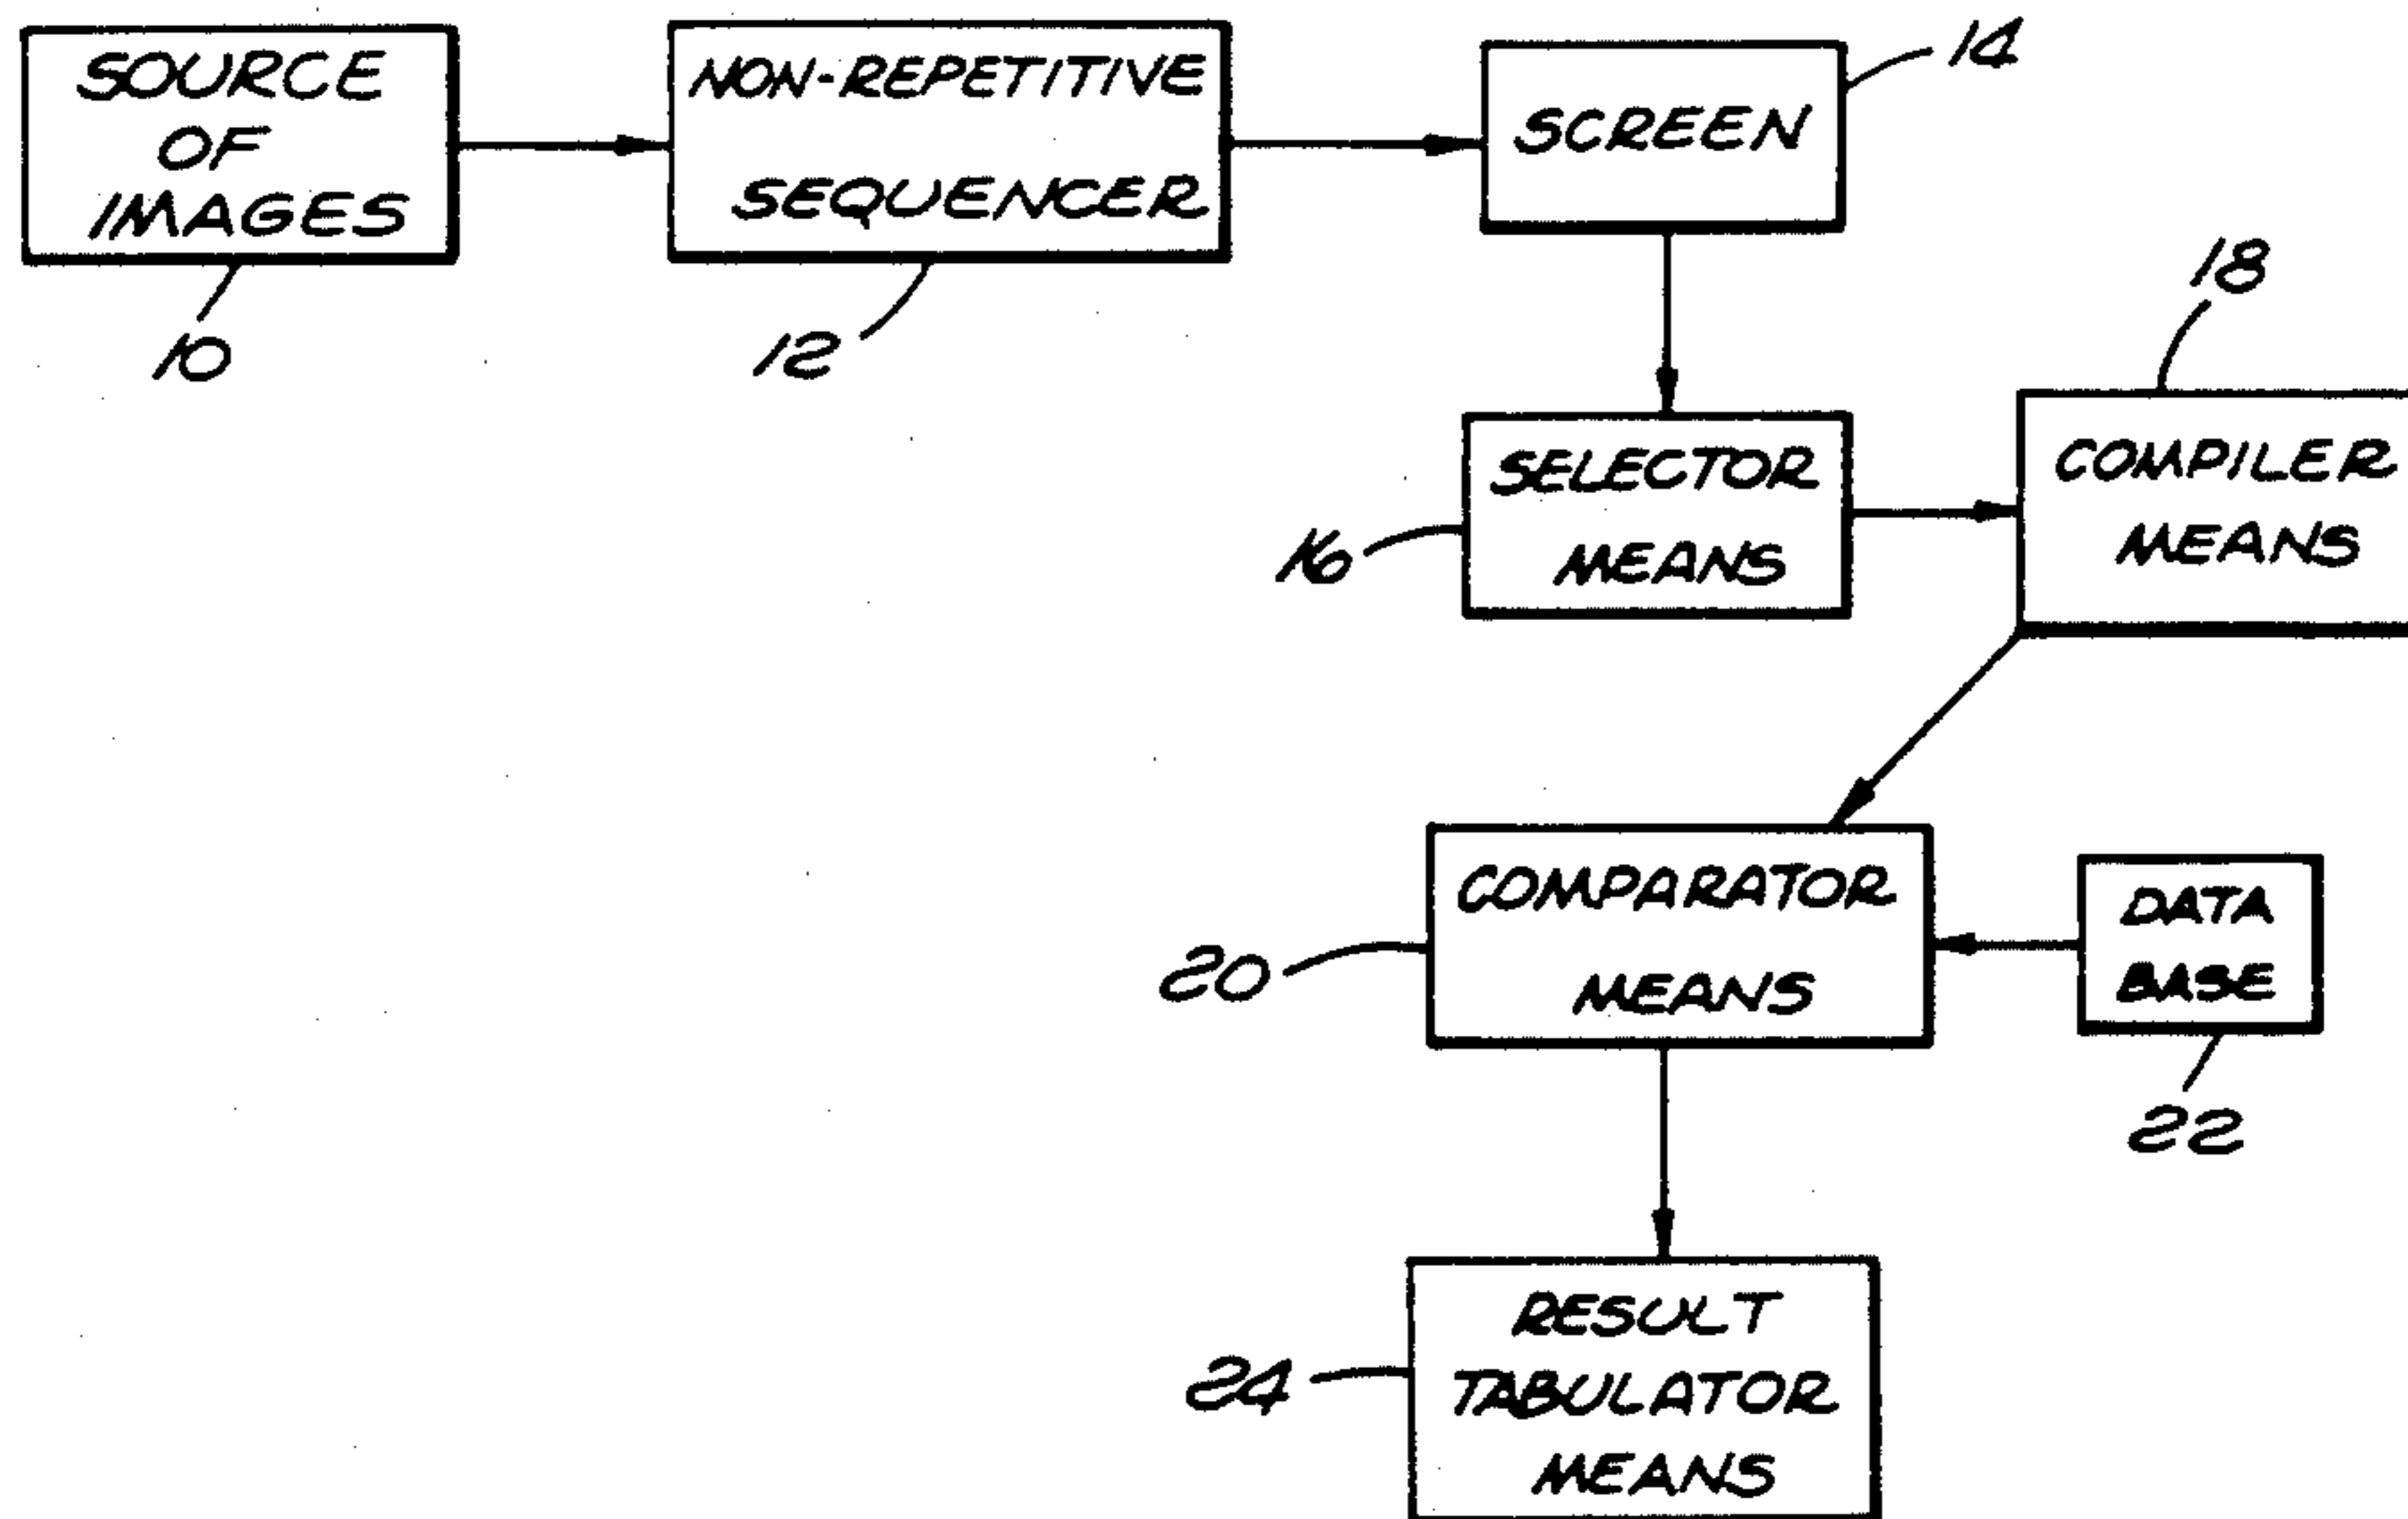 SOURCE
OF
IMAGES
10
NON-REPETITIVE
SEQUENCER
12
SCREEN
14
SELECTOR
MEANS
16
COMPILER
MEANS
18
COMPARATOR
MEANS
20
DATA
BASE
22
RESULT
TABULATOR
MEANS
24